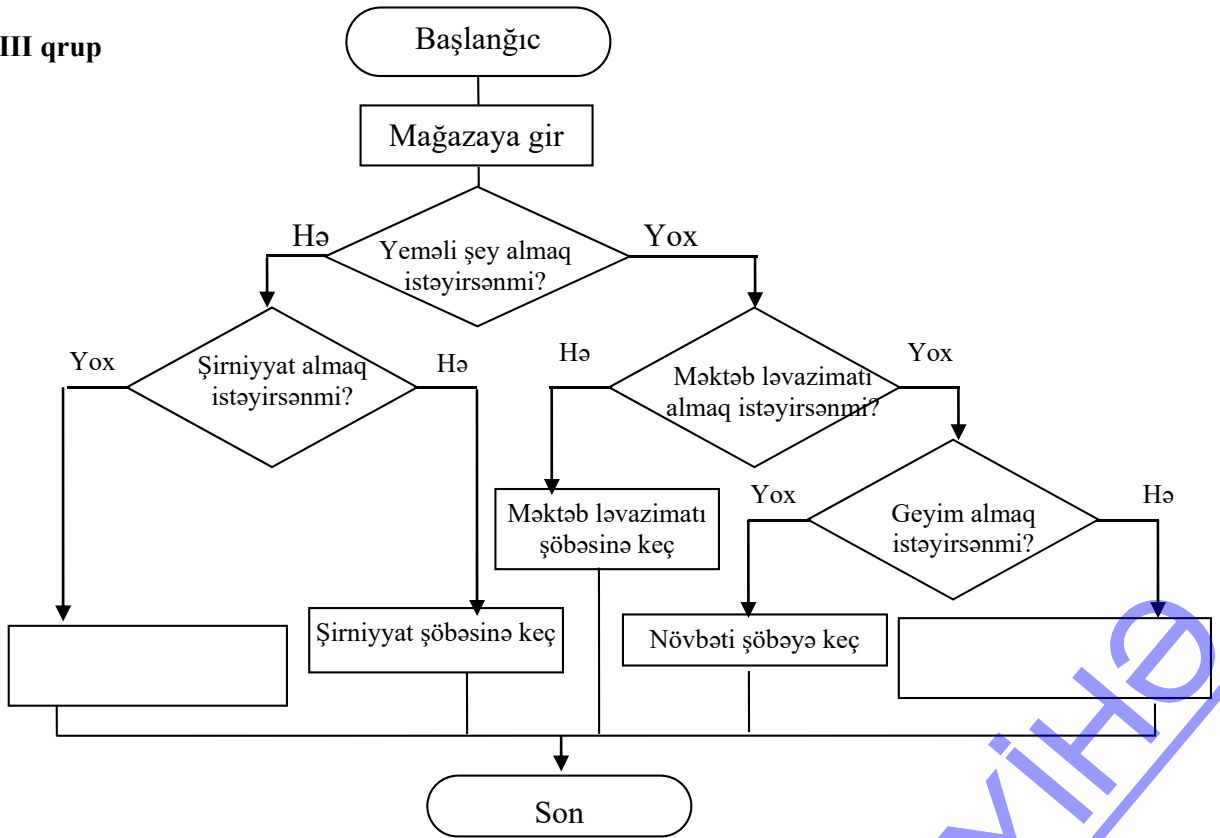 III qrup
Başlanğıc
Mağazaya gir
Hə
Yox
Yeməli şey almaq
istəyirsənmi?
Yox
Şirniyyat almaq
istəyirsənmi?
Hə
Hə
Məktəb ləvazimatı
almaq istəyirsənmi?
Yox
Məktəb ləvazimatı
şöbəsinə keç
Yox
Geyim almaq
istəyirsənmi?
Hə
Şirniyyat şöbəsinə keç
Növbəti şöbəyə keç
Son
YİHƏ